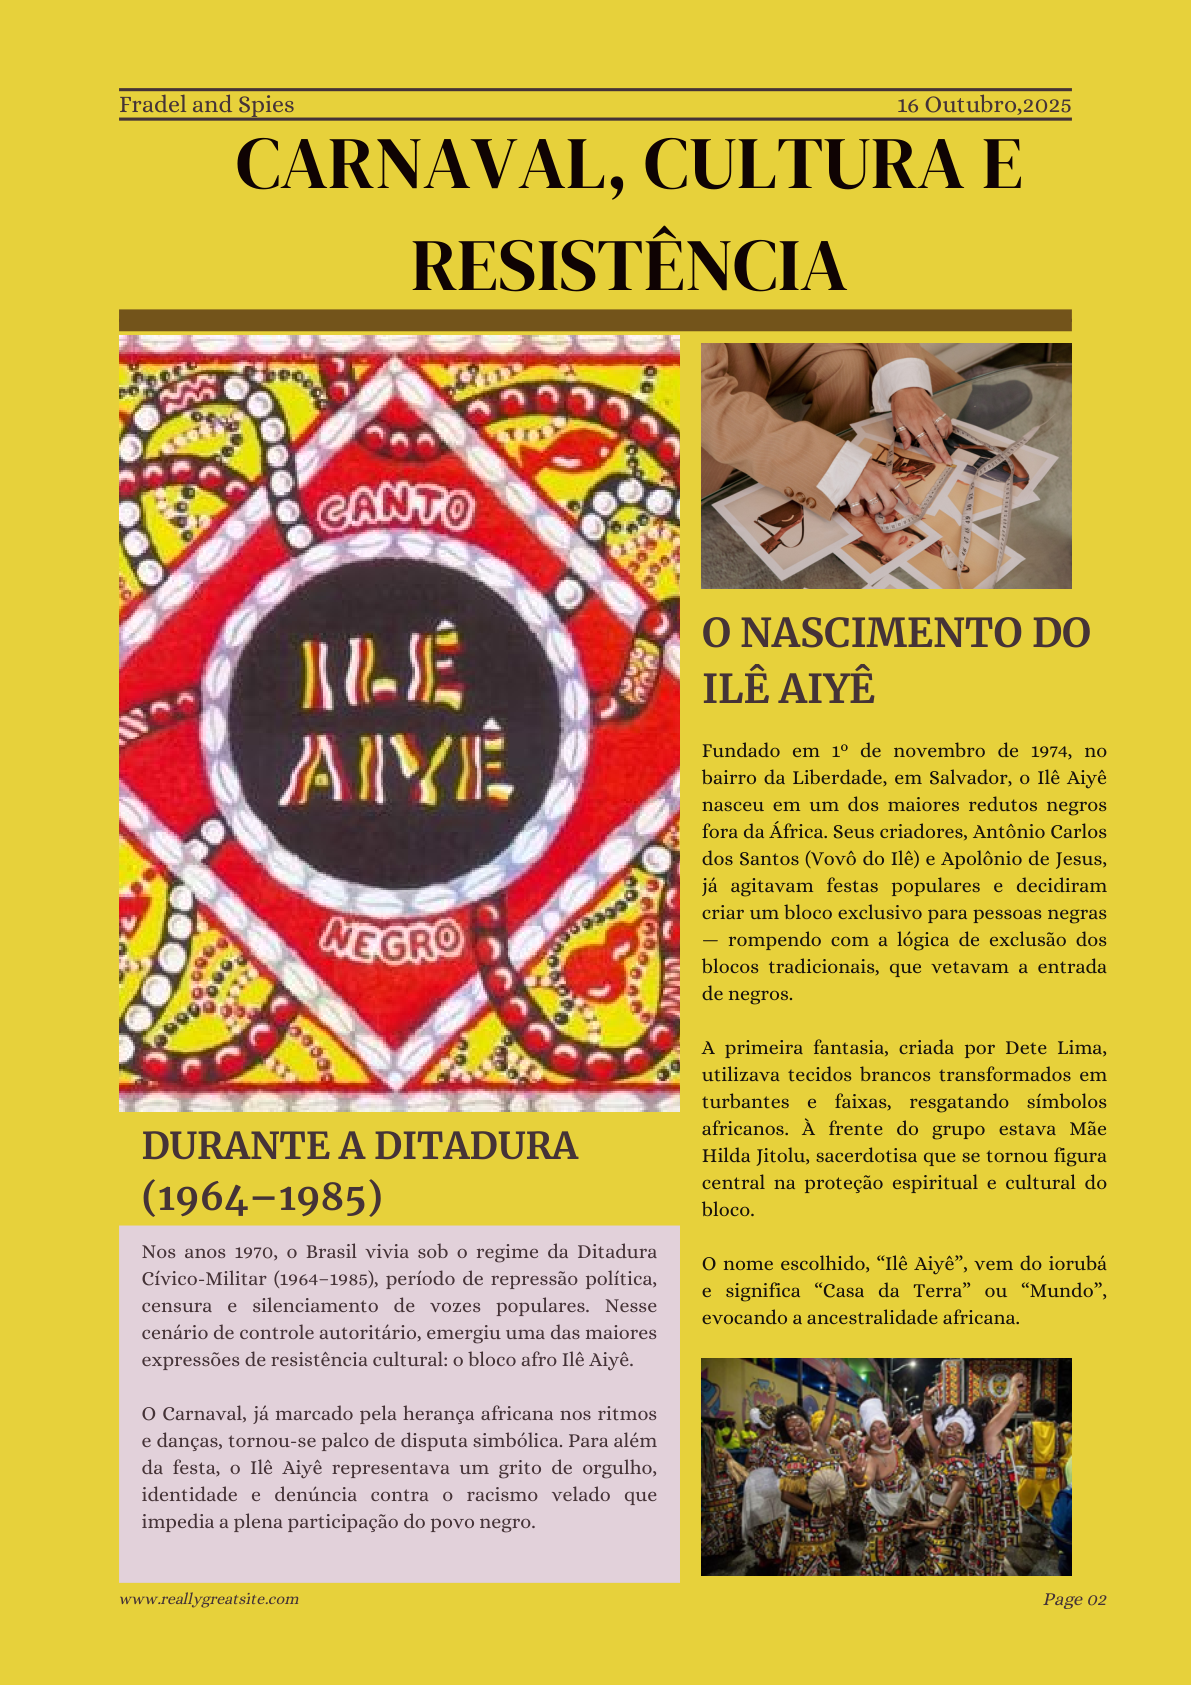 Fradel and Spies
16 Outubro,2025
CARNAVAL, CULTURA E
RESISTÊNCIA
CANTO
ILÊ
AIYÊ
NEGRO
DURANTE A DITADURA
(1964–1985)
Nos anos 1970, o Brasil vivia sob o regime da Ditadura
Cívico-Militar (1964–1985), período de repressão política,
censura e silenciamento de vozes populares. Nesse
cenário de controle autoritário, emergiu uma das maiores
expressões de resistência cultural: o bloco afro Ilê Aiyê.
O Carnaval, já marcado pela herança africana nos ritmos
e danças, tornou-se palco de disputa simbólica. Para além
da festa, o Ilê Aiyê representava um grito de orgulho,
identidade e denúncia contra o racismo velado que
impedia a plena participação do povo negro.
O NASCIMENTO DO
ILÊ AIYÊ
Fundado em 1º de novembro de 1974, no
bairro da Liberdade, em Salvador, o Ilê Aiyê
nasceu em um dos maiores redutos negros
fora da África. Seus criadores, Antônio Carlos
dos Santos (Vovô do Ilê) e Apolônio de Jesus,
já agitavam festas populares e decidiram
criar um bloco exclusivo para pessoas negras
— rompendo com a lógica de exclusão dos
blocos tradicionais, que vetavam a entrada
de negros.
A primeira fantasia, criada por Dete Lima,
utilizava tecidos brancos transformados em
turbantes e faixas, resgatando símbolos
africanos. À frente do grupo estava Mãe
Hilda Jitolu, sacerdotisa que se tornou figura
central na proteção espiritual e cultural do
bloco.
O nome escolhido, “Ilê Aiyê”, vem do iorubá
e significa “Casa da Terra” ou “Mundo”,
evocando a ancestralidade africana.
www.reallygreatsite.com
Page 02